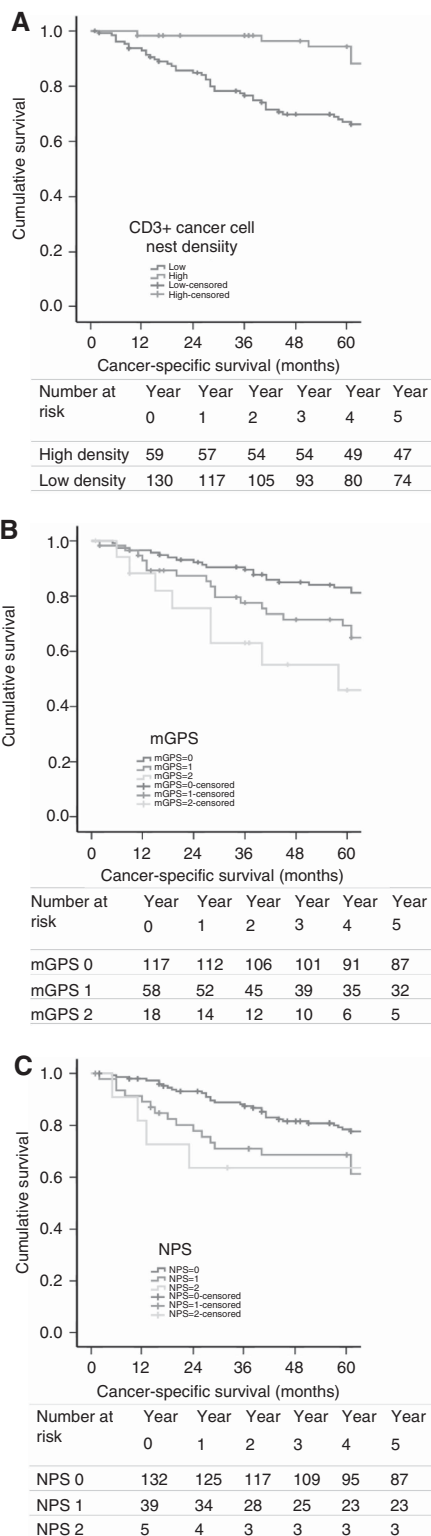 A
Cumulative survival
1.0
0.8
0.6
0.4
0.2
0.0
CD3+ cancer cell
nest densiity
Low
High
Low-censored
High-censored
0 12 24 36 48 60
Cancer-specific survival (months)
Number at risk Year 0 Year 1 Year 2 Year 3 Year 4 Year 5
High density 59 57 54 54 49 47
Low density 130 117 105 93 80 74
B
Cumulative survival
1.0
0.8
0.6
0.4
0.2
0.0
mGPS
mGPS=0
mGPS=1
mGPS=2
mGPS=0-censored
mGPS=1-censored
mGPS=2-censored
0 12 24 36 48 60
Cancer-specific survival (months)
Number at risk Year 0 Year 1 Year 2 Year 3 Year 4 Year 5
mGPS 0 117 112 106 101 91 87
mGPS 1 58 52 45 39 35 32
mGPS 2 18 14 12 10 6 5
C
Cumulative survival
1.0
0.8
0.6
0.4
0.2
0.0
NPS
NPS=0
NPS=1
NPS=2
NPS=0-censored
NPS=1-censored
NPS=2-censored
0 12 24 36 48 60
Cancer-specific survival (months)
Number at risk Year 0 Year 1 Year 2 Year 3 Year 4 Year 5
NPS 0 132 125 117 109 95 87
NPS 1 39 34 28 25 23 23
NPS 2 5 4 3 3 3 3